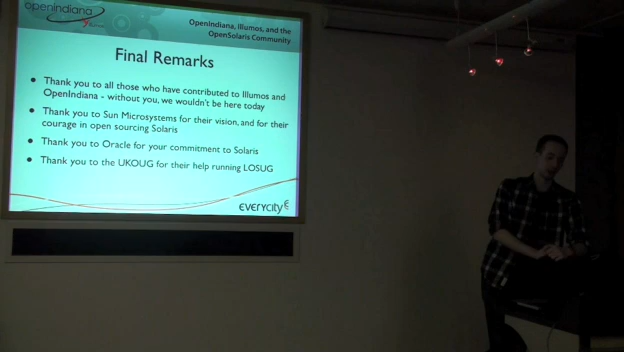 openindiana
OpenIndiana, Illumos, and the
OpenSolaris Community
Final Remarks
• Thank you to all those who have contributed to Illumos and
OpenIndiana - without you, we wouldn't be here today
• Thank you to Sun Microsystems for their vision, and for their
courage in open sourcing Solaris
• Thank you to Oracle for your commitment to Solaris
• Thank you to the UKOUG for their help running LOSUG
everycity